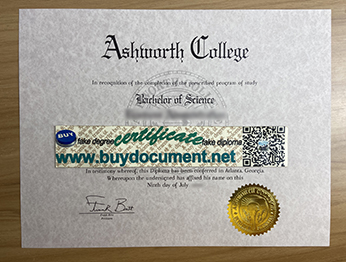 Ashworth College
In recognition of the completion of the prescribed program of study
Bachelor of Science
BUY
fake degree certificate fake diploma
www.buydocument.net
In testimony whereof, this Diploma has been conferred in Atlanta, Georgia
Whereupon the undersigned has affixed his name on this
Ninth day of July